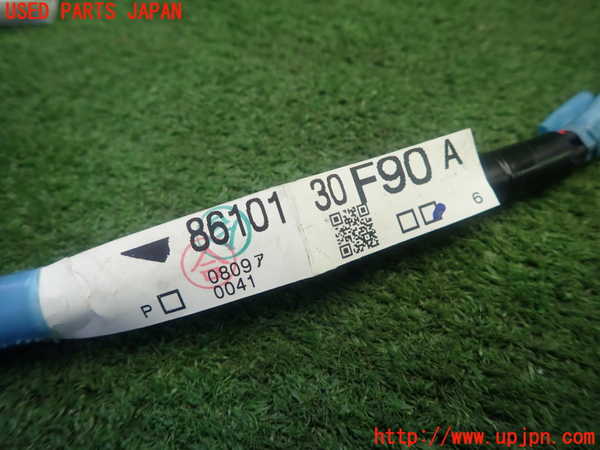 USED PARTS JAPAN
86101 30 F90 A
0809ア
0041
P
6
http://www.upjpn.com/